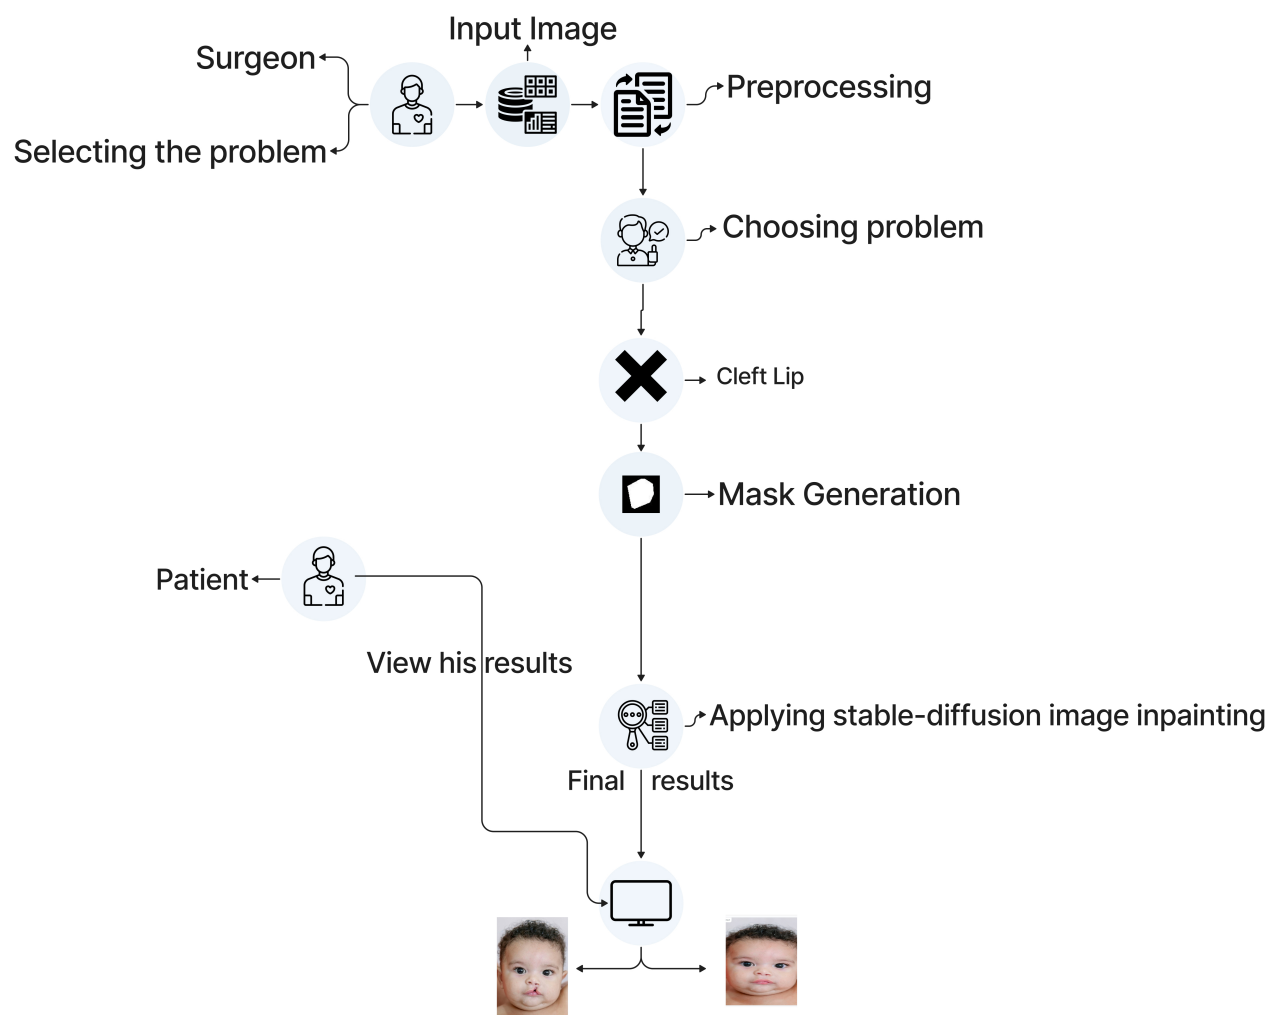 Input Image
Surgeon
Preprocessing
Selecting the problem
Choosing problem
Cleft Lip
Mask Generation
Patient
View his results
Applying stable-diffusion image inpainting
Final results